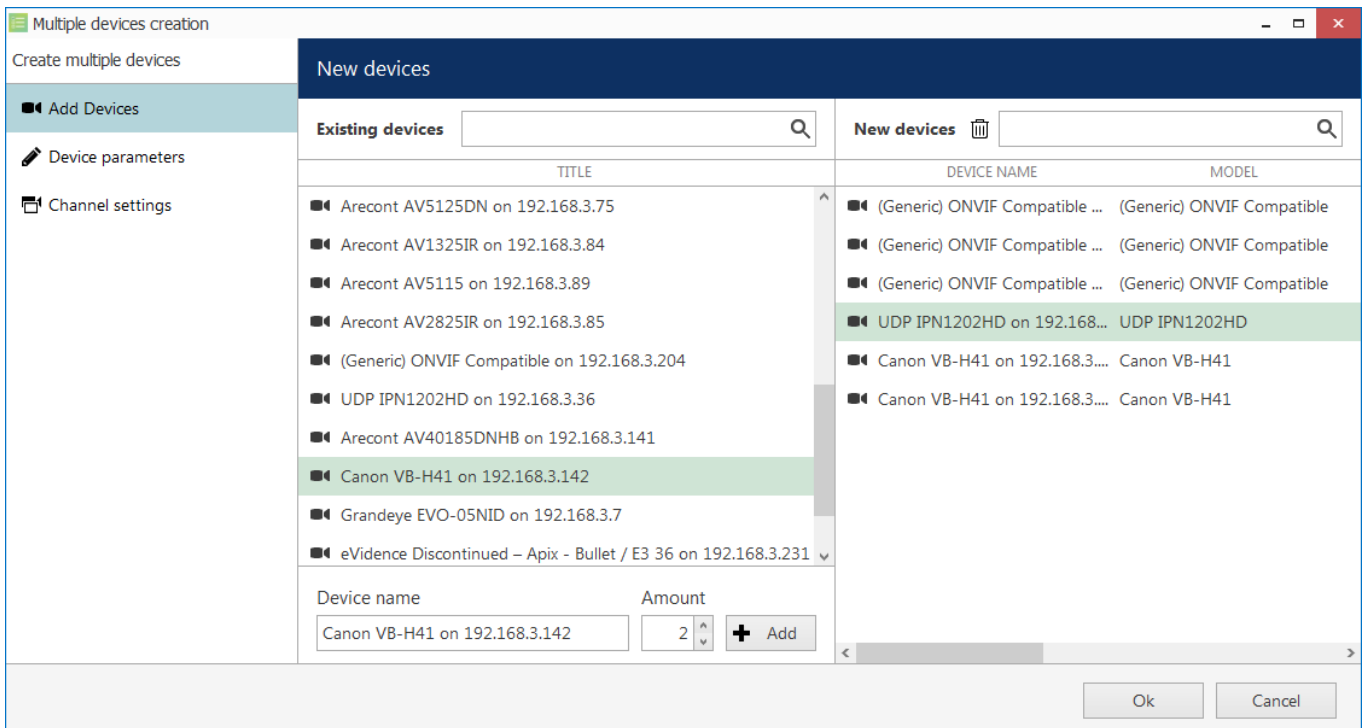 Multiple devices creation
Create multiple devices
Add Devices
Device parameters
Channel settings
New devices
Existing devices
TITLE
Arecont AV5125DN on 192.168.3.75
Arecont AV1325IR on 192.168.3.84
Arecont AV5115 on 192.168.3.89
Arecont AV2825IR on 192.168.3.85
(Generic) ONVIF Compatible on 192.168.3.204
UDP IPN1202HD on 192.168.3.36
Arecont AV40185DNHB on 192.168.3.141
Canon VB-H41 on 192.168.3.142
Grandeye EVO-05NID on 192.168.3.7
eVidence Discontinued – Apix - Bullet / E3 36 on 192.168.3.231
Device name Amount
Canon VB-H41 on 192.168.3.142 2 Add
New devices
DEVICE NAME MODEL
(Generic) ONVIF Compatible ... (Generic) ONVIF Compatible
(Generic) ONVIF Compatible ... (Generic) ONVIF Compatible
(Generic) ONVIF Compatible ... (Generic) ONVIF Compatible
UDP IPN1202HD on 192.168... UDP IPN1202HD
Canon VB-H41 on 192.168.3.... Canon VB-H41
Canon VB-H41 on 192.168.3.... Canon VB-H41
Ok Cancel